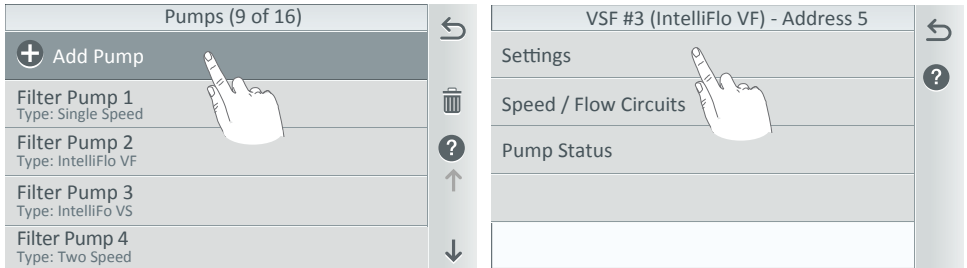 Pumps (9 of 16)
Add Pump
Filter Pump 1
Type: Single Speed
Filter Pump 2
Type: IntelliFlo VF
Filter Pump 3
Type: IntelliFo VS
Filter Pump 4
Type: Two Speed
VSF #3 (IntelliFlo VF) - Address 5
Settings
Speed / Flow Circuits
Pump Status